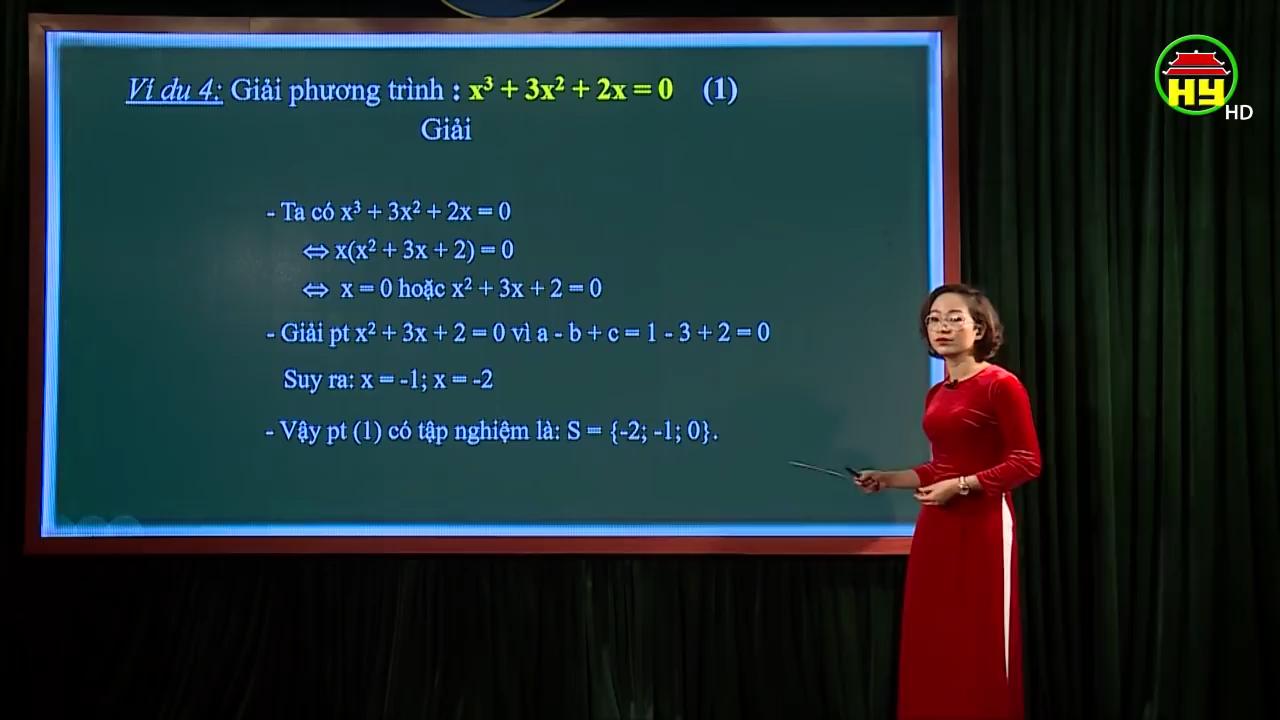 Ví du 4: Giải phương trình : x³ + 3x² + 2x = 0 (1)
Giải
- Ta có x³ + 3x² + 2x = 0
⇔ x(x² + 3x + 2) = 0
⇔ x = 0 hoặc x² + 3x + 2 = 0
- Giải pt x² + 3x + 2 = 0 vì a - b + c = 1 - 3 + 2 = 0
Suy ra: x = -1; x = -2
- Vậy pt (1) có tập nghiệm là: S = {-2; -1; 0}.
HY
HD